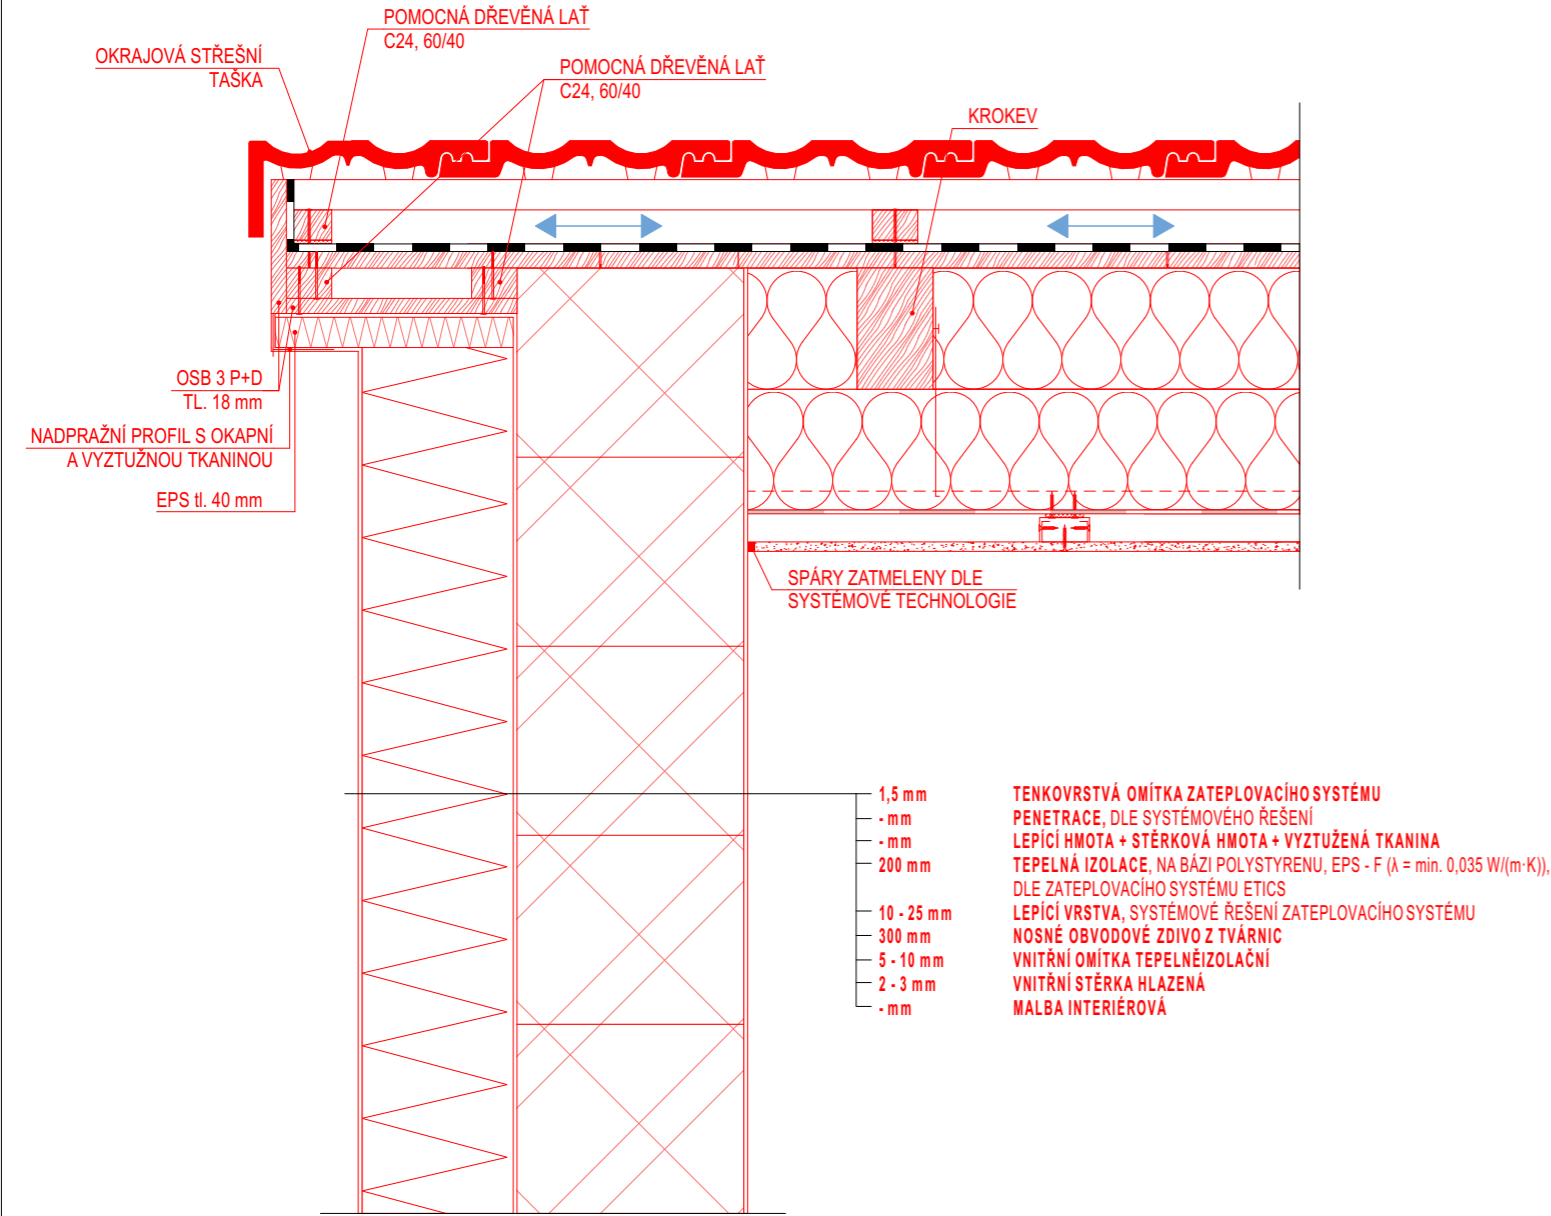 POMOCNÁ DŘEVĚNÁ LAŤ
C24, 60/40
OKRAJOVÁ STŘEŠNÍ
TAŠKA
POMOCNÁ DŘEVĚNÁ LAŤ
C24, 60/40
KROKEV
OSB 3 P+D
TL. 18 mm
NADPRAŽNÍ PROFIL S OKAPNÍ
A VYZTUŽNOU TKANINOU
EPS tl. 40 mm
SPÁRY ZATMELENY DLE
SYSTÉMOVÉ TECHNOLOGIE
1,5 mm TENKOVRSTVÁ OMÍTKA ZATEPLOVACÍHO SYSTÉMU
- mm PENETRACE, DLE SYSTÉMOVÉHO ŘEŠENÍ
- mm LEPÍCÍ HMOTA + STĚRKOVÁ HMOTA + VYZTUŽENÁ TKANINA
200 mm TEPELNÁ IZOLACE, NA BÁZI POLYSTYRENU, EPS - F (λ = min. 0,035 W/(m·K)),
DLE ZATEPLOVACÍHO SYSTÉMU ETICS
10 - 25 mm LEPÍCÍ VRSTVA, SYSTÉMOVÉ ŘEŠENÍ ZATEPLOVACÍHO SYSTÉMU
300 mm NOSNÉ OBVODOVÉ ZDIVO Z TVÁRNIC
5 - 10 mm VNITŘNÍ OMÍTKA TEPELNĚIZOLAČNÍ
2 - 3 mm VNITŘNÍ STĚRKA HLAZENÁ
- mm MALBA INTERIÉROVÁ